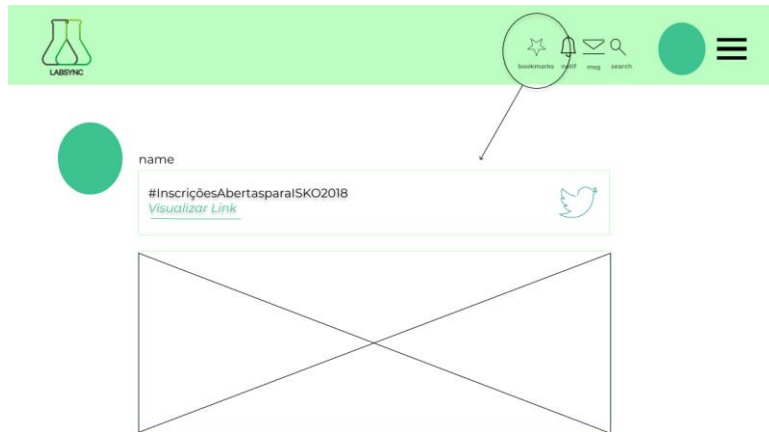 LABSYNC
bookmarks notif msg search
name
#InscriçõesAbertasparaISKO2018
Visualizar Link